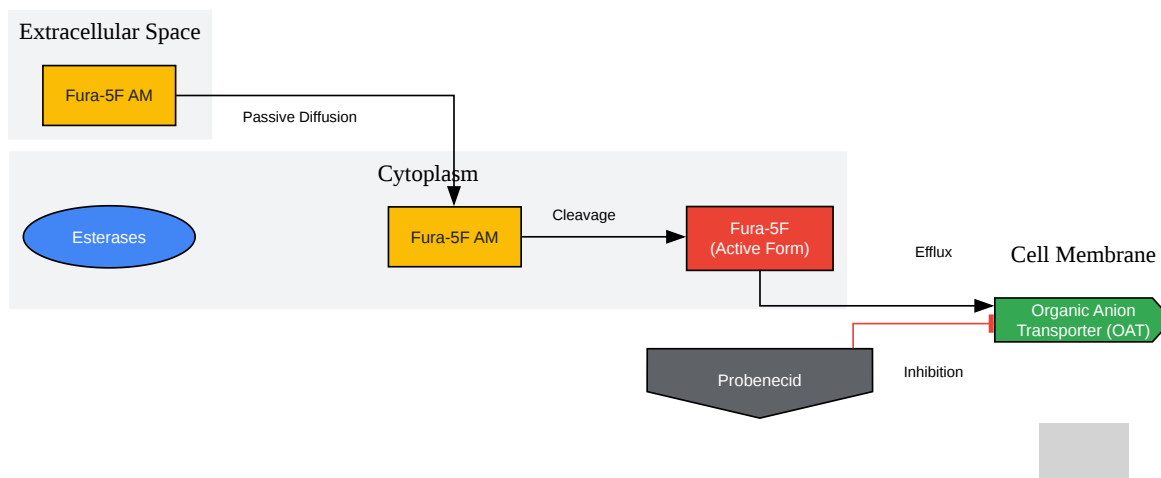 Extracellular Space
Fura-5F AM
Passive Diffusion
Cytoplasm
Esterases
Fura-5F AM
Cleavage
Fura-5F
(Active Form)
Efflux
Cell Membrane
Organic Anion
Transporter (OAT)
Probenecid
Inhibition